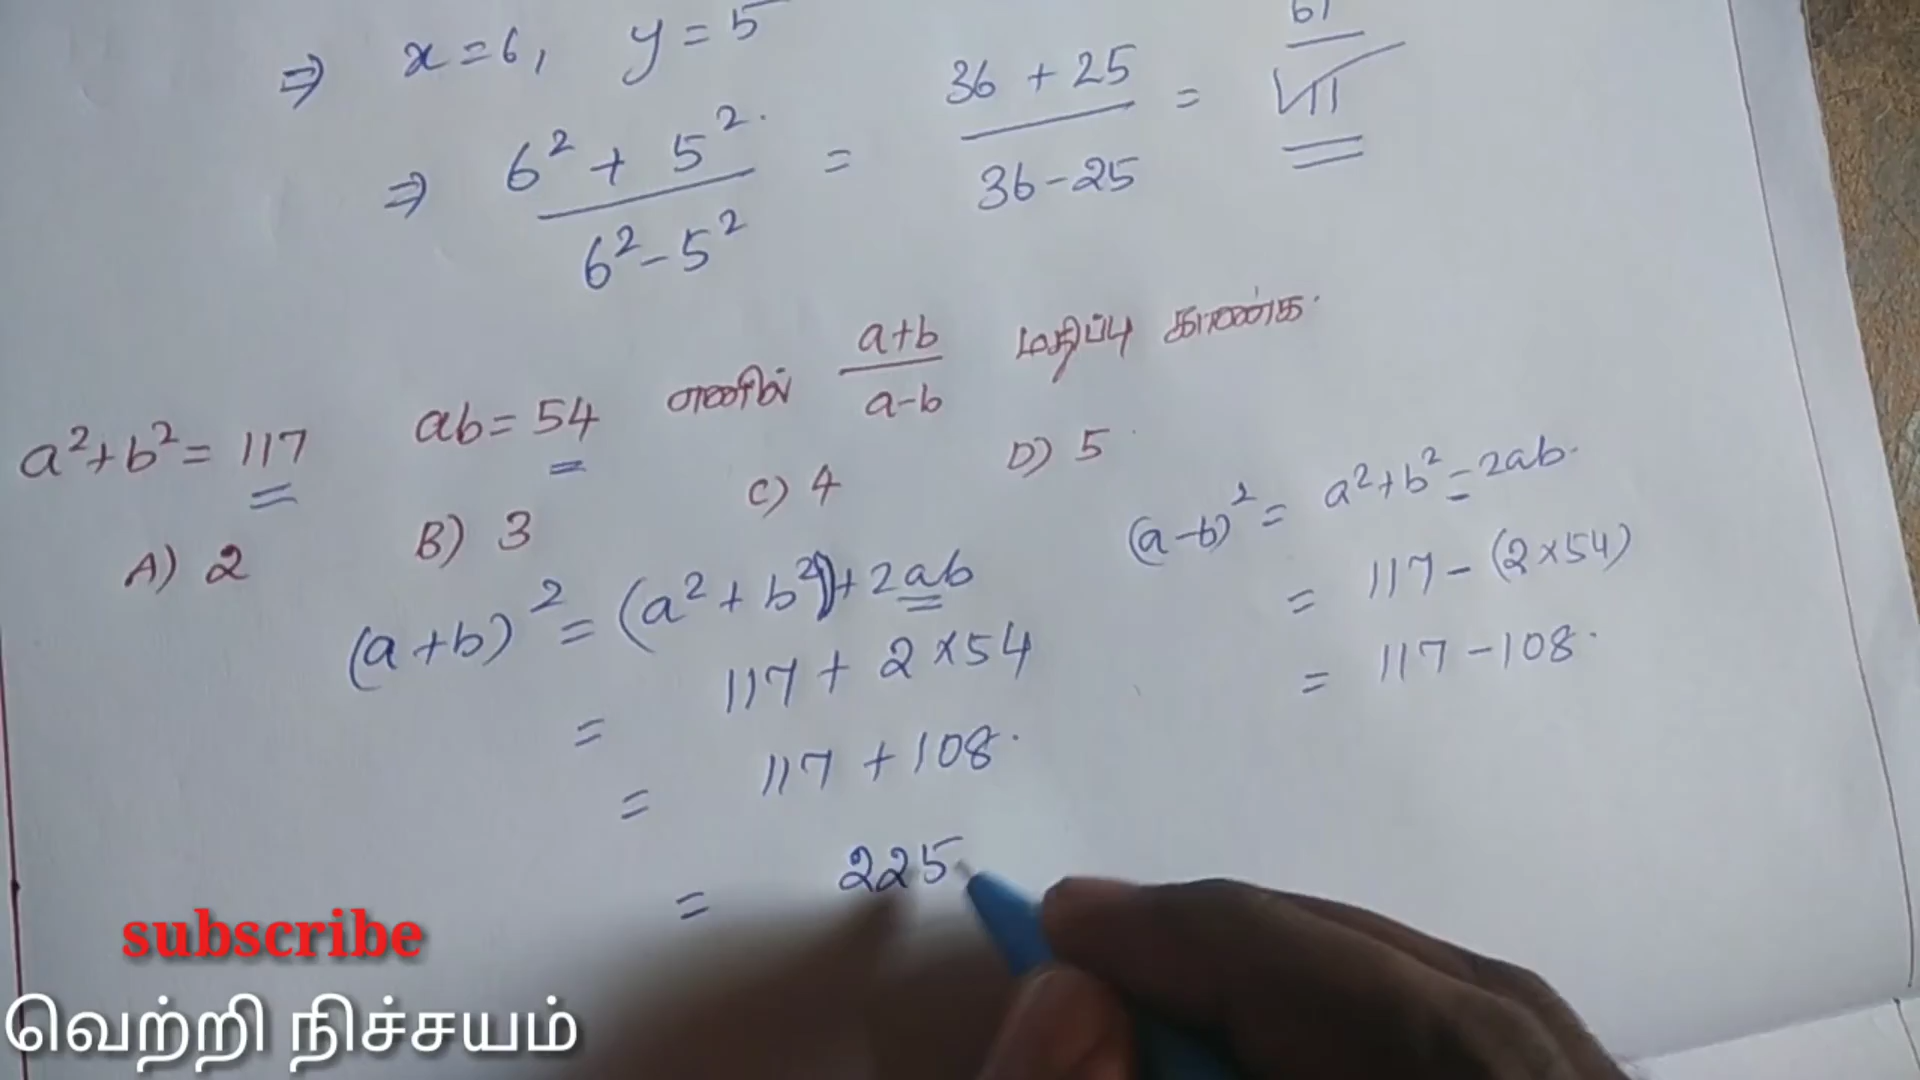 ⇒ x = 6, y = 5
⇒ 6² + 5² / 6² - 5² = 36 + 25 / 36 - 25 = 61 / 11
a² + b² = 117 ab = 54 எனில் a+b / a-b மதிப்பு காண்க.
A) 2 B) 3 C) 4 D) 5
(a+b)² = (a² + b²) + 2ab
= 117 + 2 × 54
= 117 + 108.
= 225
(a-b)² = a² + b² - 2ab.
= 117 - (2 × 54)
= 117 - 108.
subscribe
வெற்றி நிச்சயம்